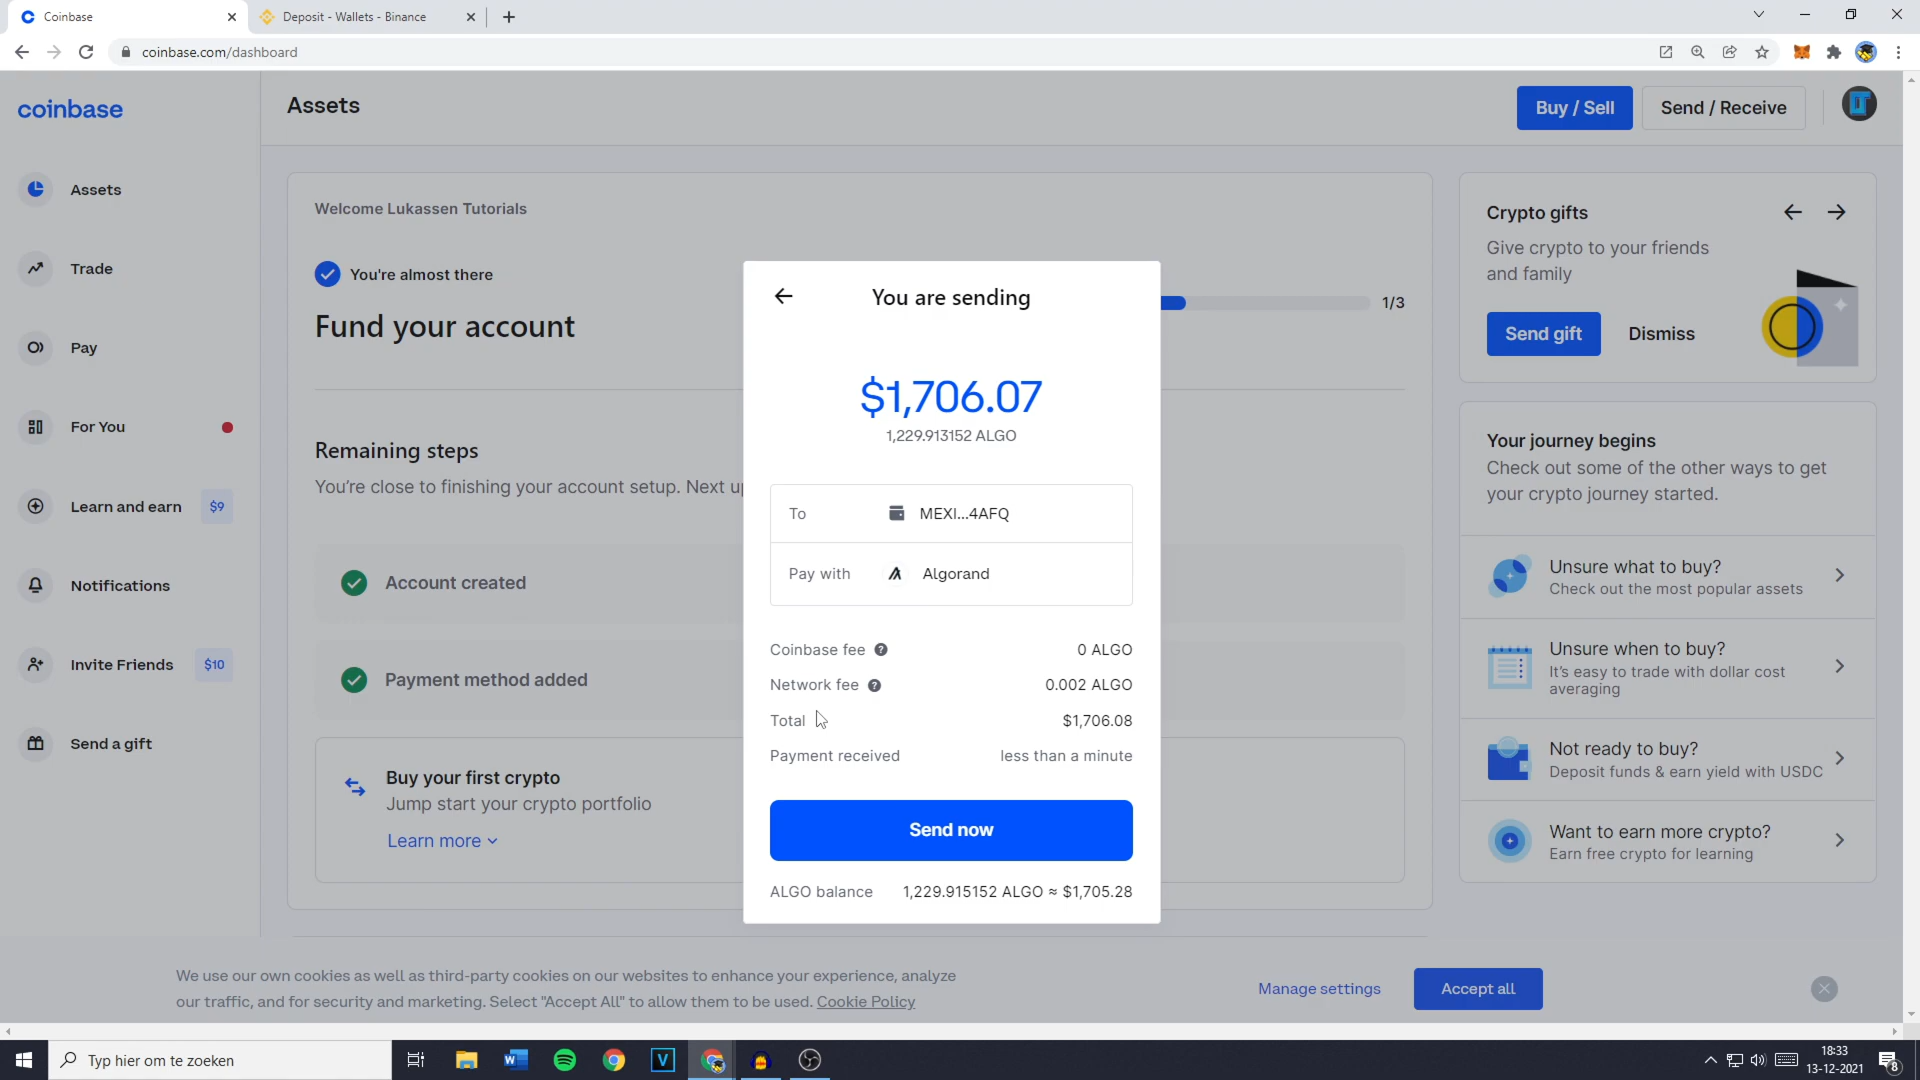 Coinbase
Deposit - Wallets - Binance
coinbase.com/dashboard
coinbase
Assets
Buy / Sell
Send / Receive
Assets
Trade
Pay
For You
Learn and earn
$9
Notifications
Invite Friends
$10
Send a gift
Welcome Lukassen Tutorials
You're almost there
1/3
Fund your account
Remaining steps
You're close to finishing your account setup. Next u
Account created
Payment method added
Buy your first crypto
Jump start your crypto portfolio
Learn more
You are sending
$1,706.07
1,229.913152 ALGO
To
MEXI...4AFQ
Pay with
Algorand
Coinbase fee ?
0 ALGO
Network fee ?
0.002 ALGO
Total
$1,706.08
Payment received
less than a minute
Send now
ALGO balance
1,229.915152 ALGO ≈ $1,705.28
Crypto gifts
Give crypto to your friends
and family
Send gift
Dismiss
Your journey begins
Check out some of the other ways to get
your crypto journey started.
Unsure what to buy?
Check out the most popular assets
Unsure when to buy?
It's easy to trade with dollar cost
averaging
Not ready to buy?
Deposit funds & earn yield with USDC
Want to earn more crypto?
Earn free crypto for learning
We use our own cookies as well as third-party cookies on our websites to enhance your experience, analyze
our traffic, and for security and marketing. Select "Accept All" to allow them to be used. Cookie Policy
Manage settings
Accept all
Typ hier om te zoeken
18:33
13-12-2021
8